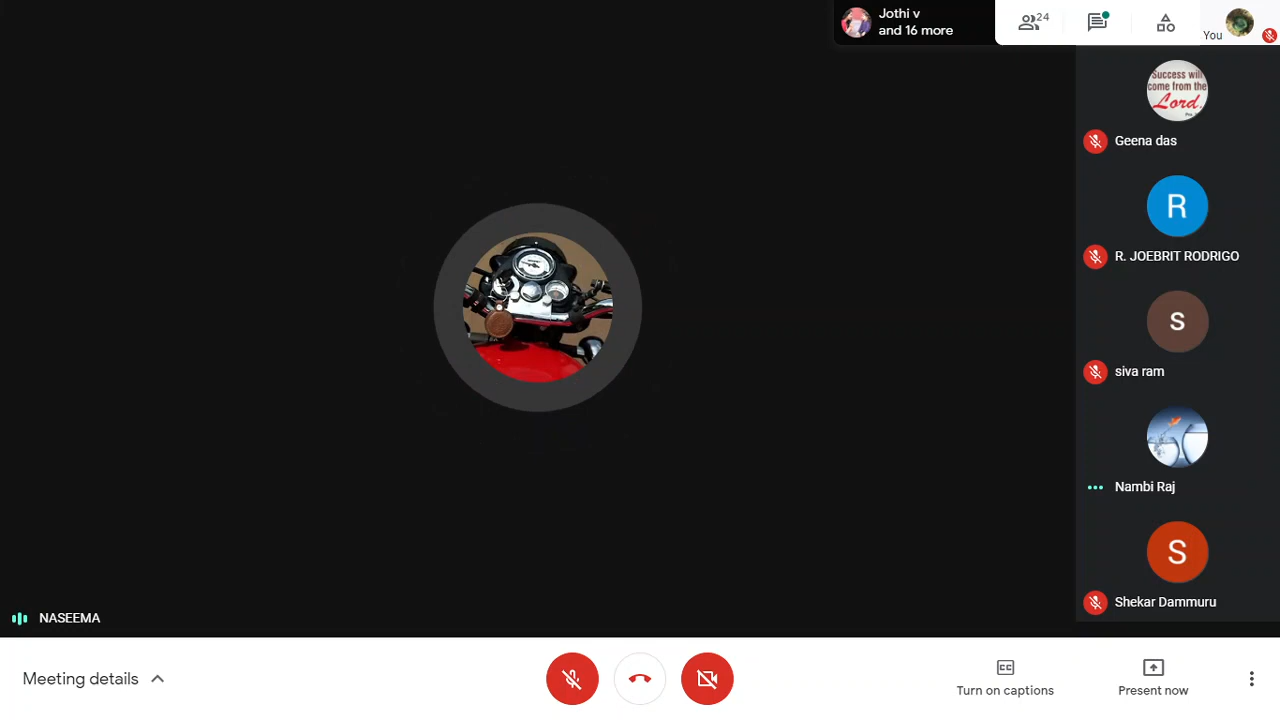 Jothi v
and 16 more
24
You
Success will
come from the
Lord.
Geena das
R
R. JOEBRIT RODRIGO
S
siva ram
Nambi Raj
S
Shekar Dammuru
NASEEMA
Meeting details
CC
Turn on captions
Present now